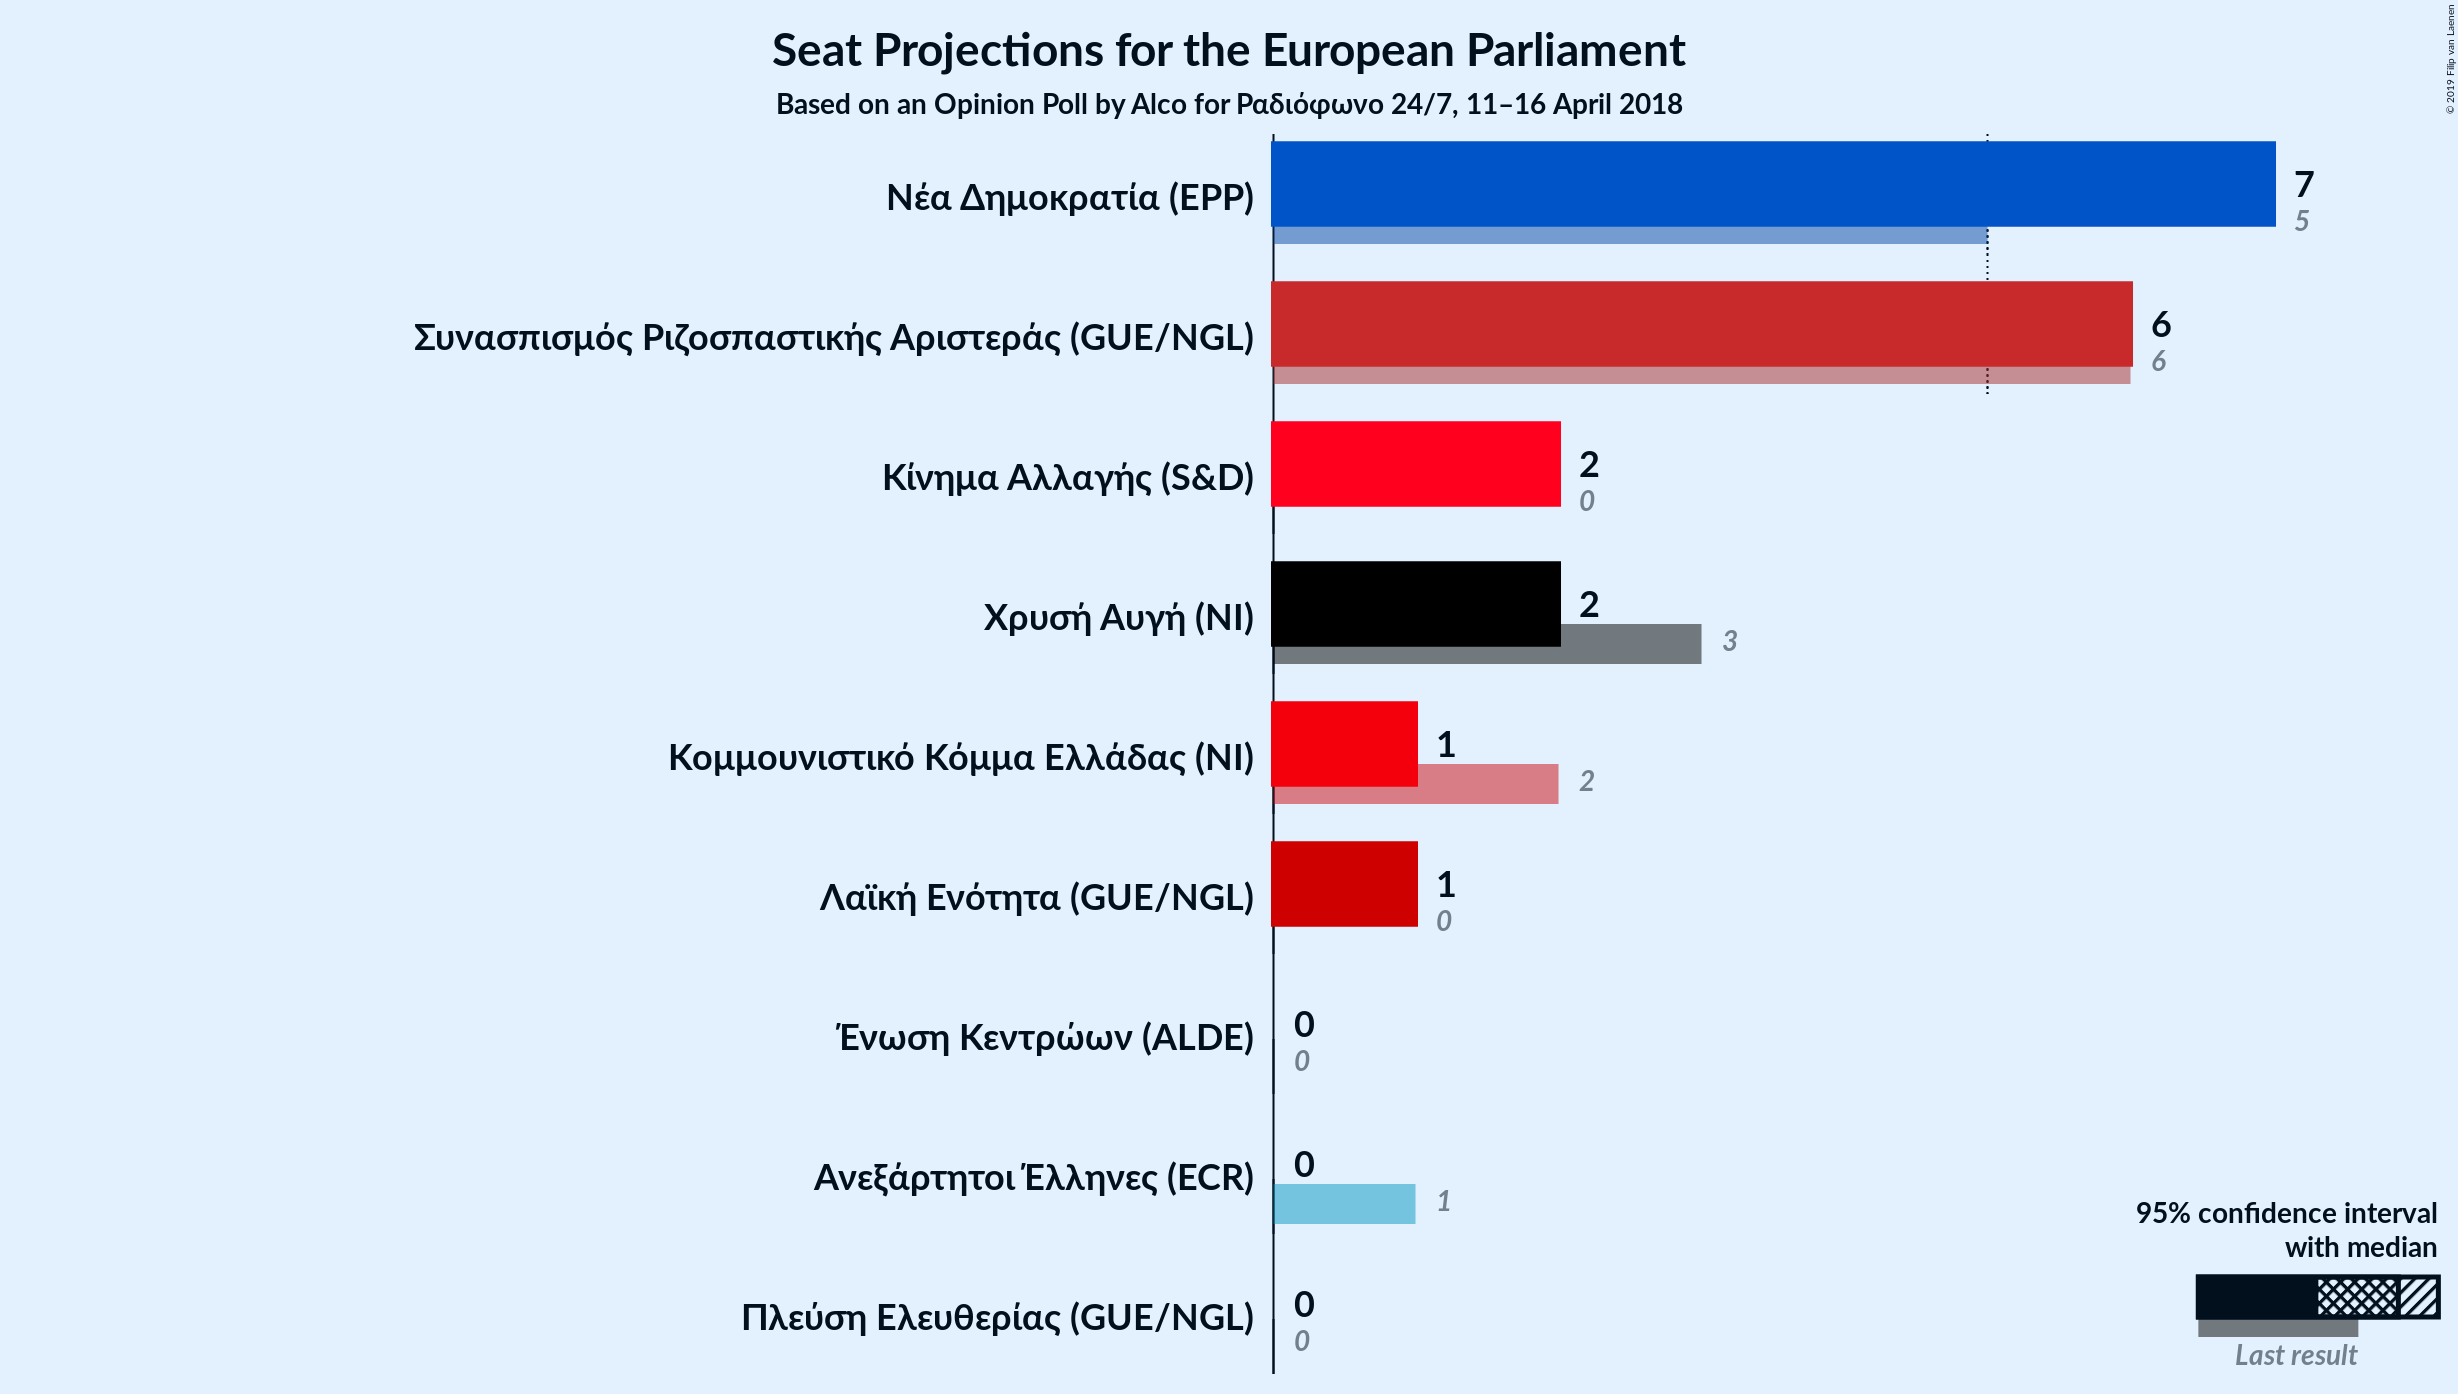 Seat Projections for the European Parliament
Based on an Opinion Poll by Alco for Ραδιόφωνο 24/7, 11–16 April 2018
© 2019 Filip van Laenen
Νέα Δημοκρατία (EPP)
7
5
Συνασπισμός Ριζοσπαστικής Αριστεράς (GUE/NGL)
6
6
Κίνημα Αλλαγής (S&D)
2
0
Χρυσή Αυγή (NI)
2
3
Κομμουνιστικό Κόμμα Ελλάδας (NI)
1
2
Λαϊκή Ενότητα (GUE/NGL)
1
0
Ένωση Κεντρώων (ALDE)
0
0
Ανεξάρτητοι Έλληνες (ECR)
0
1
Πλεύση Ελευθερίας (GUE/NGL)
0
0
95% confidence interval
with median
Last result